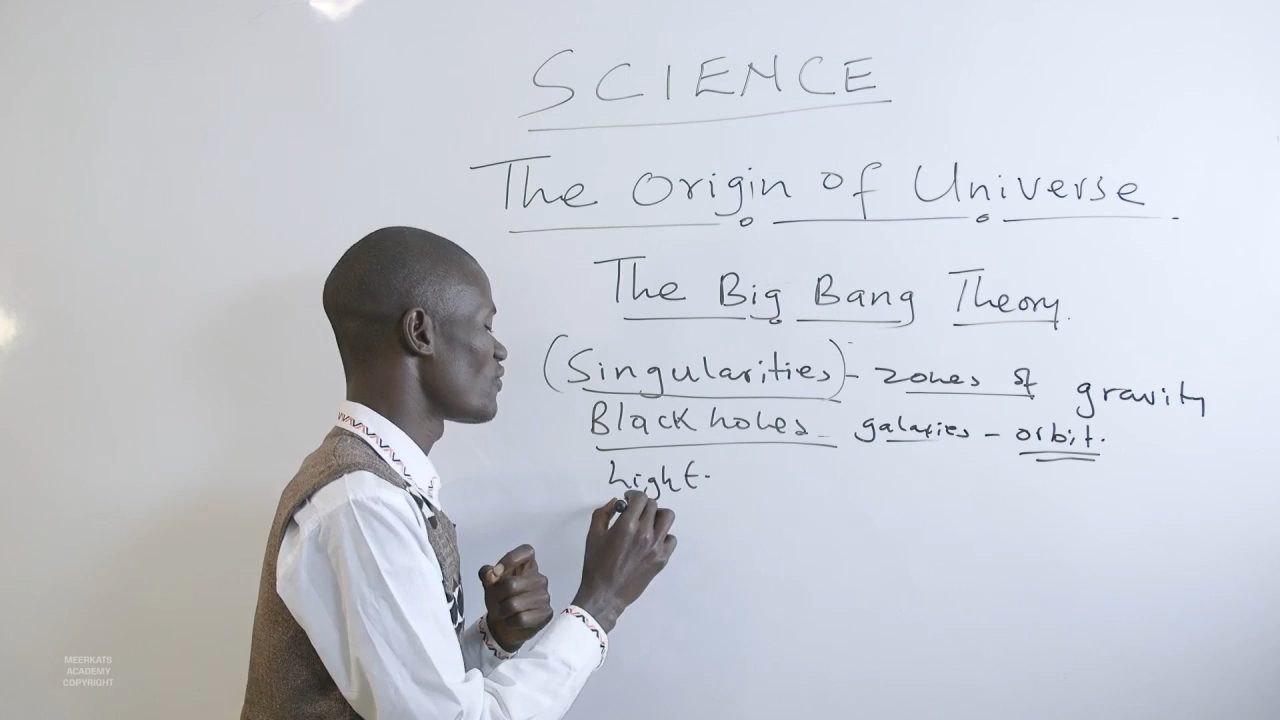 SCIENCE
The Origin of Universe
The Big Bang Theory.
(Singularities) - zones of gravity
Black holes - galaxies - orbit.
Light.
MEERKATS
ACADEMY
COPYRIGHT